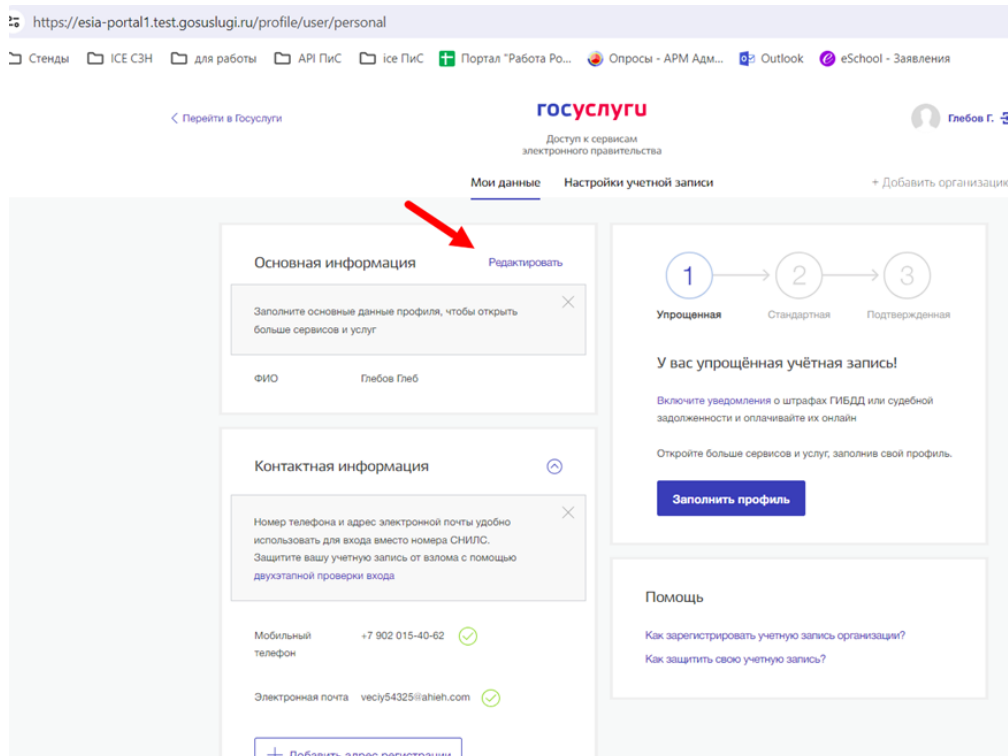 https://esia-portal1.test.gosuslugi.ru/profile/user/personal
Стенды ICE СЗН для работы API ПиС ice ПиС Портал "Работа Ро... Опросы - АРМ Адм... Outlook eSchool - Заявления
Перейти в Госуслуги
госуслуги
Доступ к сервисам
электронного правительства
Глебов Г.
Мои данные Настройки учетной записи + Добавить организацию
Основная информация Редактировать
Заполните основные данные профиля, чтобы открыть
больше сервисов и услуг
ФИО Глебов Глеб
Контактная информация
Номер телефона и адрес электронной почты удобно
использовать для входа вместо номера СНИЛС.
Защитите вашу учетную запись от взлома с помощью
двухэтапной проверки входа
Мобильный +7 902 015-40-62
телефон
Электронная почта veciy54325@ahieh.com
+ Добавить адрес регистрации
1 2 3
Упрощенная Стандартная Подтвержденная
У вас упрощённая учётная запись!
Включите уведомления о штрафах ГИБДД или судебной
задолженности и оплачивайте их онлайн
Откройте больше сервисов и услуг, заполнив свой профиль.
Заполнить профиль
Помощь
Как зарегистрировать учетную запись организации?
Как защитить свою учетную запись?